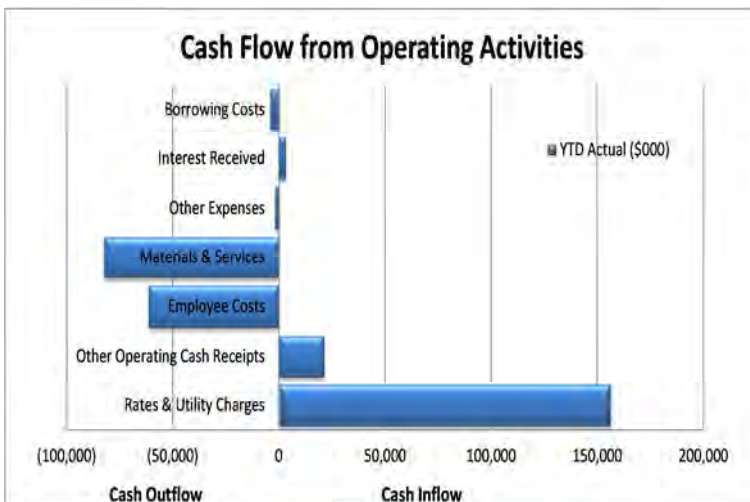 Cash Flow from Operating Activities
Borrowing Costs
Interest Received
YTD Actual ($000)
Other Expenses
Materials & Services
Employee Costs
Other Operating Cash Receipts
Rates & Utility Charges
(100,000) (50,000) 0 50,000 100,000 150,000 200,000
Cash Outflow Cash Inflow